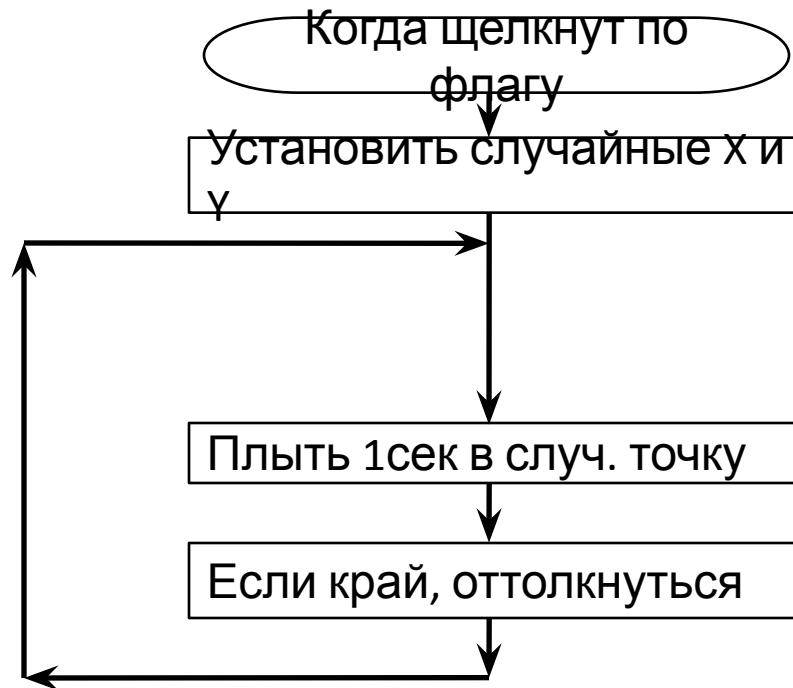 Когда щелкнут по
флагу
Установить случайные X и
Y
Плыть 1сек в случ. точку
Если край, оттолкнуться